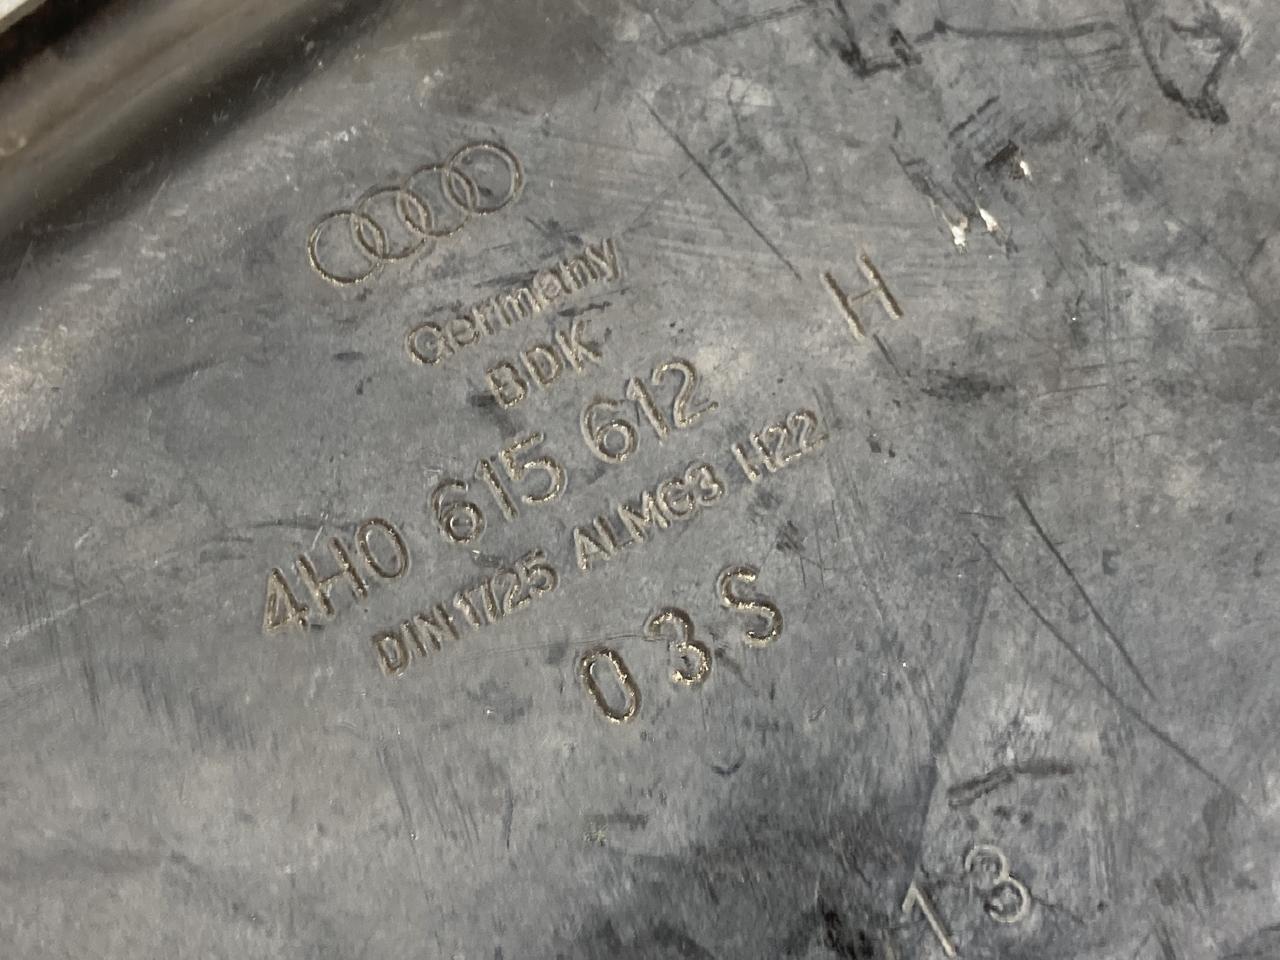 Germany
BDK
H
4H0 615 612
DIN 1725 ALMG3 H22
03S
13